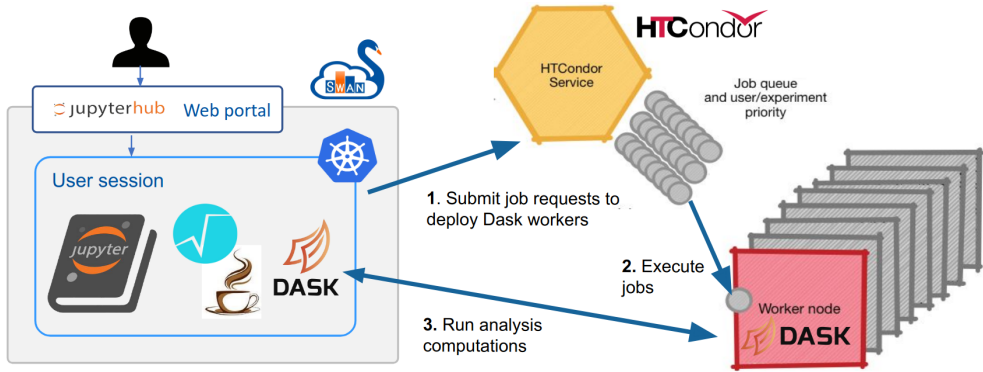 SWAN
HTCondor
jupyterhub Web portal
HTCondor
Service
Job queue
and user/experiment
priority
User session
jupyter
DASK
1. Submit job requests to
deploy Dask workers
2. Execute
jobs
Worker node
DASK
3. Run analysis
computations